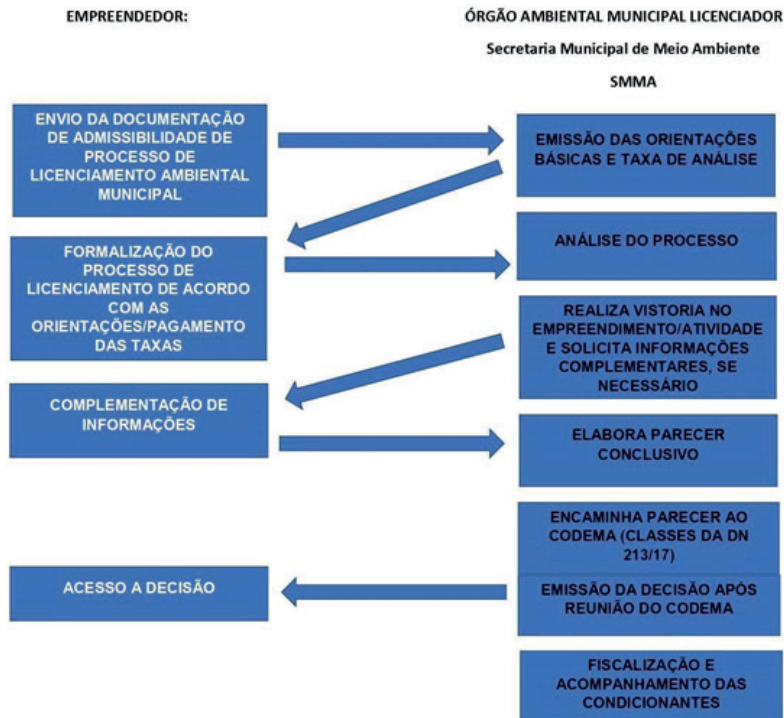 EMPREENDEDOR:
ÓRGÃO AMBIENTAL MUNICIPAL LICENCIADOR
Secretaria Municipal de Meio Ambiente
SMMA
ENVIO DA DOCUMENTAÇÃO
DE ADMISSIBILIDADE DE
PROCESSO DE
LICENCIAMENTO AMBIENTAL
MUNICIPAL
EMISSÃO DAS ORIENTAÇÕES
BÁSICAS E TAXA DE ANÁLISE
FORMALIZAÇÃO DO
PROCESSO DE
LICENCIAMENTO DE ACORDO
COM AS
ORIENTAÇÕES/PAGAMENTO
DAS TAXAS
ANÁLISE DO PROCESSO
REALIZA VISTORIA NO
EMPREENDIMENTO/ATIVIDADE
E SOLICITA INFORMAÇÕES
COMPLEMENTARES, SE
NECESSÁRIO
COMPLEMENTAÇÃO DE
INFORMAÇÕES
ELABORA PARECER
CONCLUSIVO
ENCAMINHA PARECER AO
CODEMA (CLASSES DA DN
213/17)
EMISSÃO DA DECISÃO APÓS
REUNIÃO DO CODEMA
ACESSO A DECISÃO
FISCALIZAÇÃO E
ACOMPANHAMENTO DAS
CONDICIONANTES